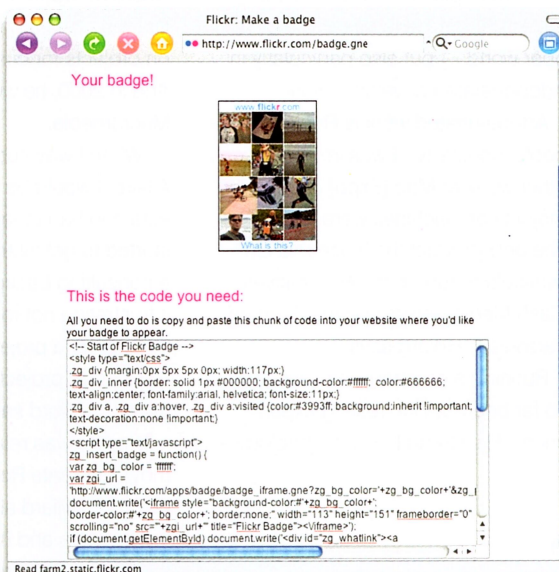 Flickr: Make a badge
http://www.flickr.com/badge.gne
Google
Your badge!
www.flickr.com
What is this?
This is the code you need:
All you need to do is copy and paste this chunk of code into your website where you'd like
your badge to appear.
<!-- Start of Flickr Badge -->
<style type="text/css">
.zg_div {margin:0px 5px 5px 0px; width:117px;}
.zg_div_inner {border: solid 1px #000000; background-color:#ffffff; color:#666666;
text-align:center; font-family:arial, helvetica; font-size:11px;}
.zg_div a, .zg_div a:hover, .zg_div a:visited {color:#3993ff; background:inherit !important;
text-decoration:none !important;}
</style>
<script type="text/javascript">
zg_insert_badge = function() {
var zg_bg_color = 'ffffff';
var zgi_url =
'http://www.flickr.com/apps/badge/badge_iframe.gne?zg_bg_color='+zg_bg_color+'&zg_
document.write('<iframe style="background-color:#'+zg_bg_color+';
border-color:#'+zg_bg_color+'; border:none;" width="113" height="151" frameborder="0"
scrolling="no" src="'+zgi_url+'" title="Flickr Badge"><\/iframe>');
if (document.getElementById) document.write('<div id="zg_whatlink"><a
Read farm2.static.flickr.com